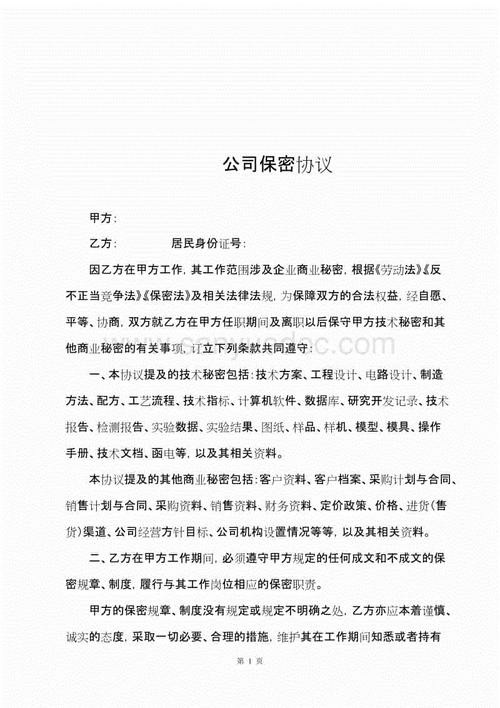 公司保密协议
甲方：
乙方： 居民身份证号：
因乙方在甲方工作，其工作范围涉及企业商业秘密，根据《劳动法》《反
不正当竞争法》《保密法》及相关法律法规，为保障双方的合法权益，经自愿、
平等、协商，双方就乙方在甲方任职期间及离职以后保守甲方技术秘密和其
他商业秘密的有关事项，订立下列条款共同遵守：
一、本协议提及的技术秘密包括：技术方案、工程设计、电路设计、制造
方法、配方、工艺流程、技术指标、计算机软件、数据库、研究开发记录、技术
报告、检测报告、实验数据、实验结果、图纸、样品、样机、模型、模具、操作
手册、技术文档、函电等，以及其相关资料。
本协议提及的其他商业秘密包括：客户资料、客户档案、采购计划与合同、
销售计划与合同、采购资料、销售资料、财务资料、定价政策、价格、进货(售
货)渠道、公司经营方针目标、公司机构设置情况等等，以及其相关资料。
二、乙方在甲方工作期间，必须遵守甲方规定的任何成文和不成文的保
密规章、制度，履行与其工作岗位相应的保密职责。
甲方的保密规章、制度没有规定或规定不明确之处，乙方亦应本着谨慎、
诚实的态度，采取一切必要、合理的措施，维护其在工作期间知悉或者持有
第 1 页